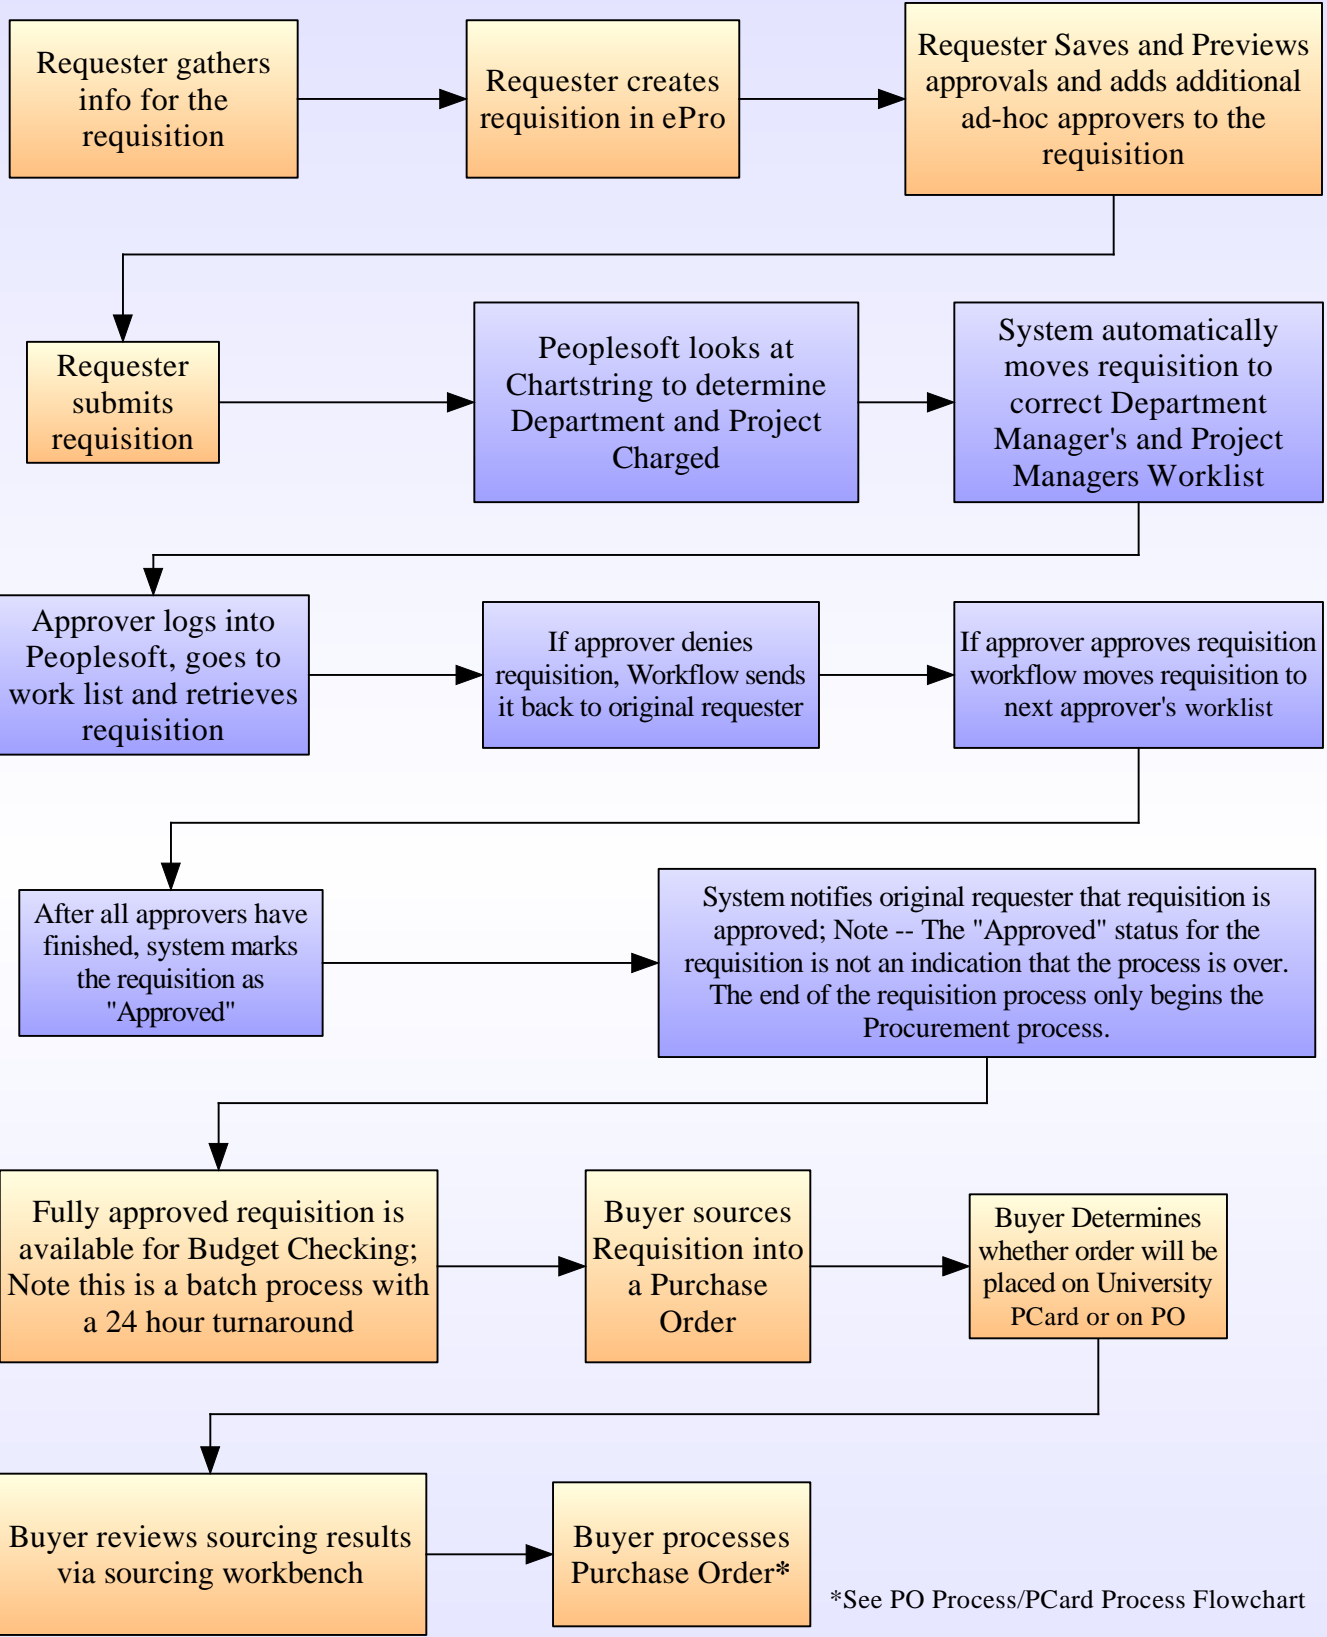 Requester gathers
info for the
requisition
Requester creates
requisition in ePro
Requester Saves and Previews
approvals and adds additional
ad-hoc approvers to the
requisition
Requester
submits
requisition
Peoplesoft looks at
Chartstring to determine
Department and Project
Charged
System automatically
moves requisition to
correct Department
Manager's and Project
Managers Worklist
Approver logs into
Peoplesoft, goes to
work list and retrieves
requisition
If approver denies
requisition, Workflow sends
it back to original requester
If approver approves requisition
workflow moves requisition to
next approver's worklist
After all approvers have
finished, system marks
the requisition as
"Approved"
System notifies original requester that requisition is
approved; Note -- The "Approved" status for the
requisition is not an indication that the process is over.
The end of the requisition process only begins the
Procurement process.
Fully approved requisition is
available for Budget Checking;
Note this is a batch process with
a 24 hour turnaround
Buyer sources
Requisition into
a Purchase
Order
Buyer Determines
whether order will be
placed on University
PCard or on PO
Buyer reviews sourcing results
via sourcing workbench
Buyer processes
Purchase Order*
*See PO Process/PCard Process Flowchart